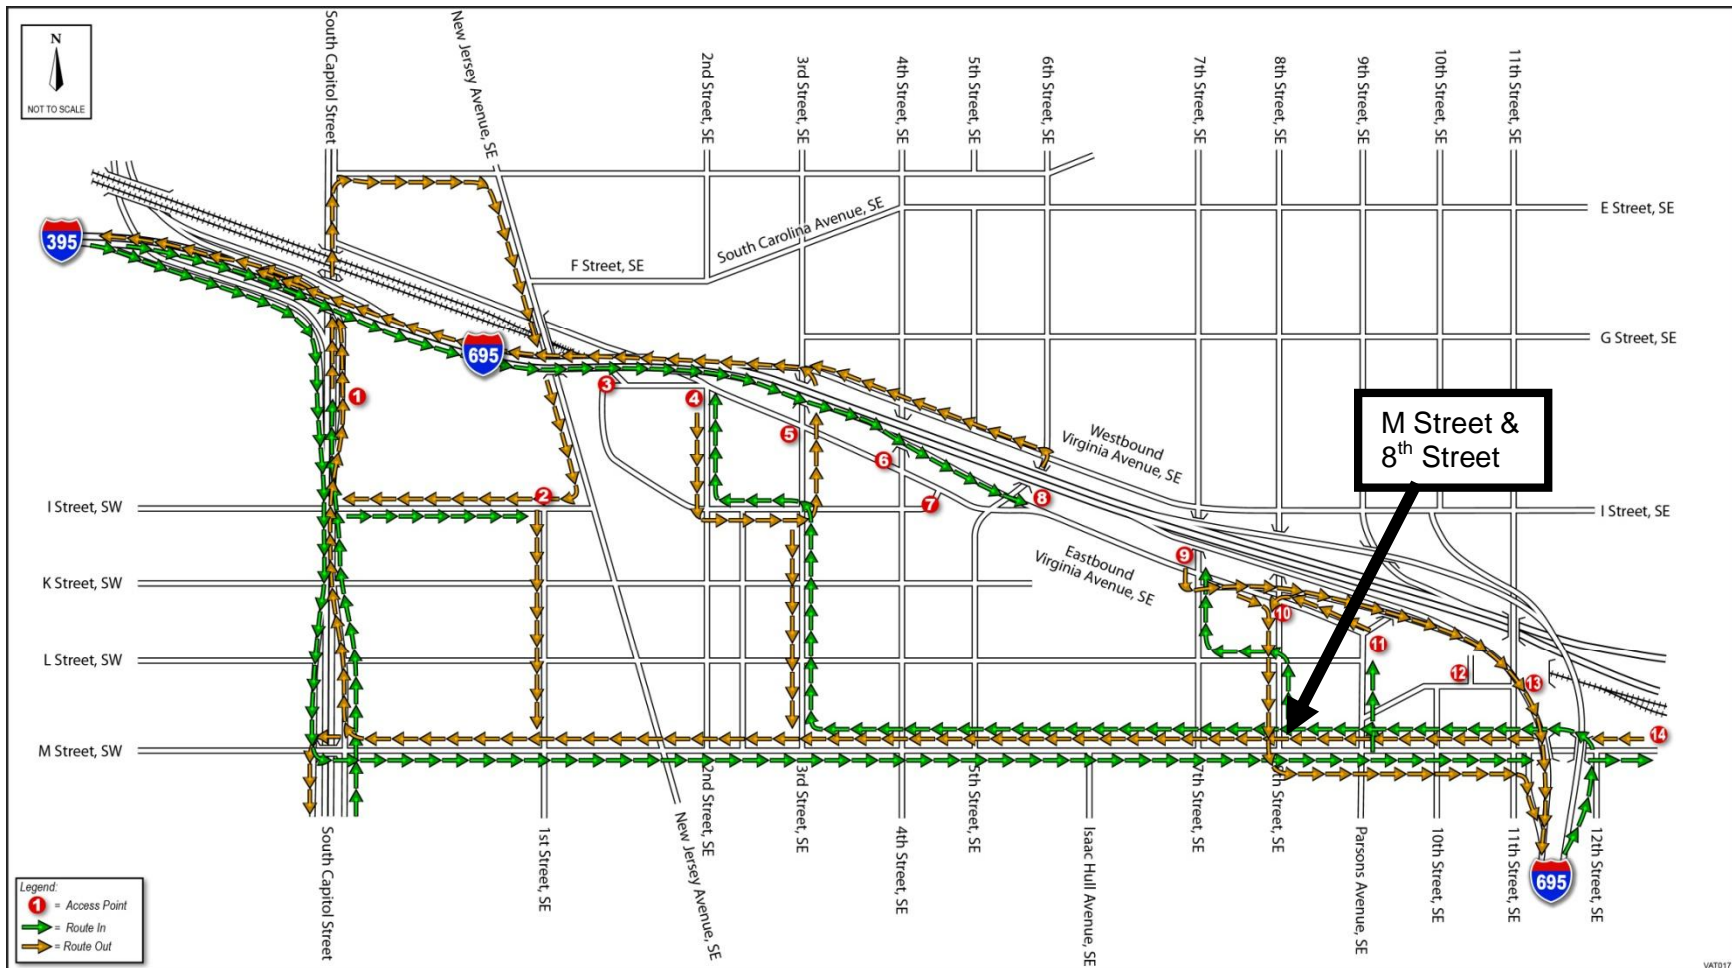 N
NOT TO SCALE
South Capitol Street
New Jersey Avenue, SE
2nd Street, SE
3rd Street, SE
4th Street, SE
5th Street, SE
6th Street, SE
7th Street, SE
8th Street, SE
9th Street, SE
10th Street, SE
11th Street, SE
E Street, SE
South Carolina Avenue, SE
395
F Street, SE
G Street, SE
695
1
3
4
5
6
7
8
2
Westbound
Virginia Avenue, SE
M Street &
8th Street
I Street, SW
I Street, SE
Eastbound
Virginia Avenue, SE
9
10
11
12
13
14
K Street, SW
L Street, SW
M Street, SW
South Capitol Street
1st Street, SE
New Jersey Avenue, SE
2nd Street, SE
3rd Street, SE
4th Street, SE
5th Street, SE
Isaac Hull Avenue, SE
7th Street, SE
Street, SE
Parsons Avenue, SE
10th Street, SE
11th Street, SE
12th Street, SE
695
Legend:
1 = Access Point
= Route In
= Route Out
VAT017